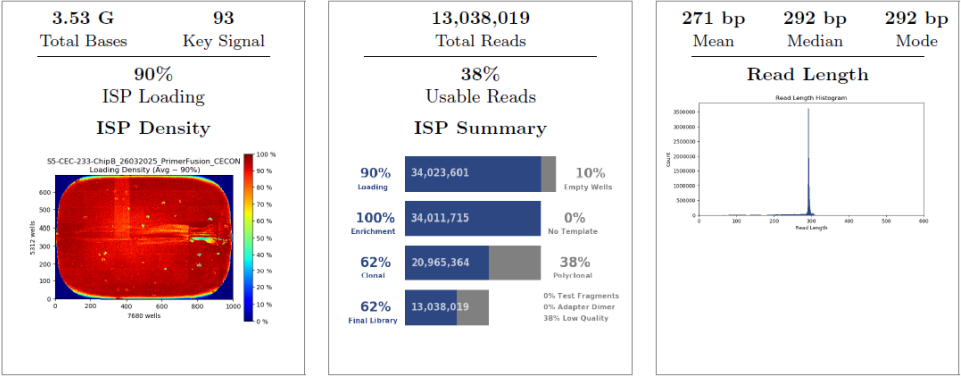 3.53 G
93
Total Bases
Key Signal
90%
ISP Loading
ISP Density
S5-CEC-233-ChipB_26032025_PrimerFusion_CECON
Loading Density (Avg ~ 90%)
100 %
90 %
80 %
70 %
60 %
50 %
40 %
30 %
20 %
10 %
0 %
600
500
400
300
200
100
0
5312 wells
0 200 400 600 800 1000
7680 wells
13,038,019
Total Reads
38%
Usable Reads
ISP Summary
90%
Loading
34,023,601
10%
Empty Wells
100%
Enrichment
34,011,715
0%
No Template
62%
Clonal
20,965,364
38%
Polyclonal
62%
Final Library
13,038,019
0% Test Fragments
0% Adapter Dimer
38% Low Quality
271 bp
292 bp
292 bp
Mean
Median
Mode
Read Length
Read Length Histogram
3500000
3000000
2500000
2000000
1500000
1000000
500000
0
Count
0 100 200 300 400 500 600
Read Length